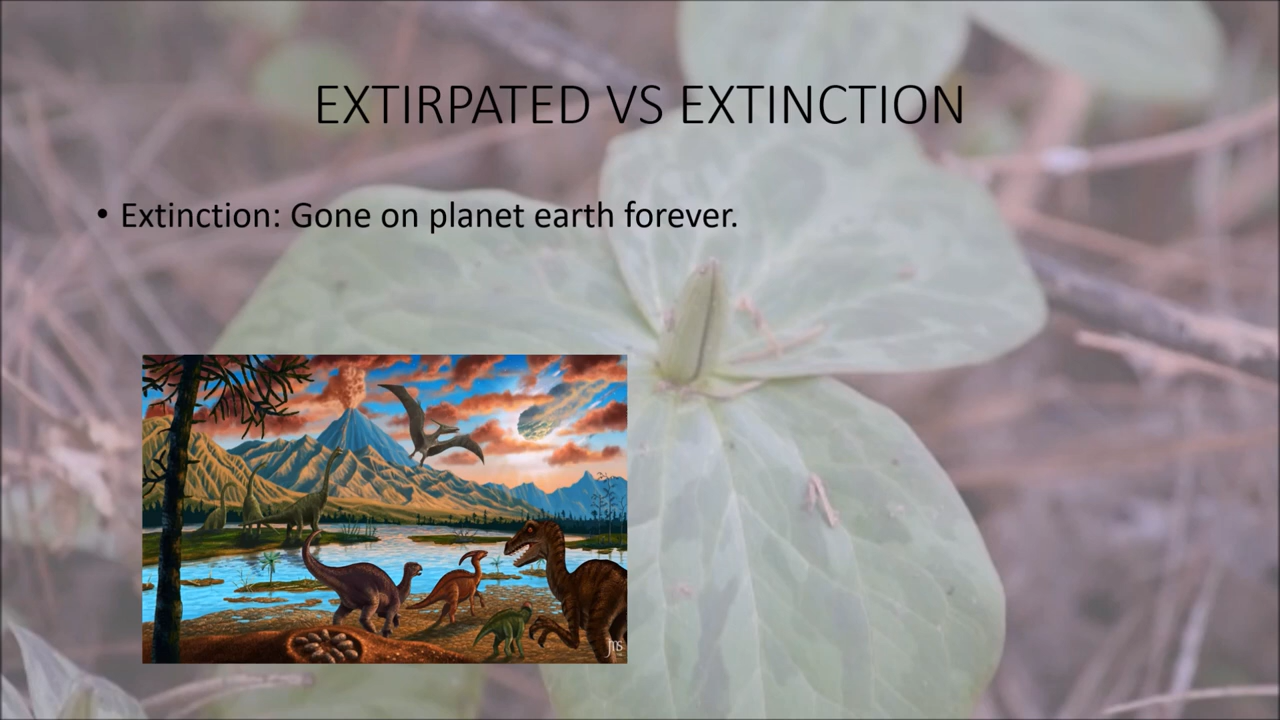 EXTIRPATED VS EXTINCTION
• Extinction: Gone on planet earth forever.